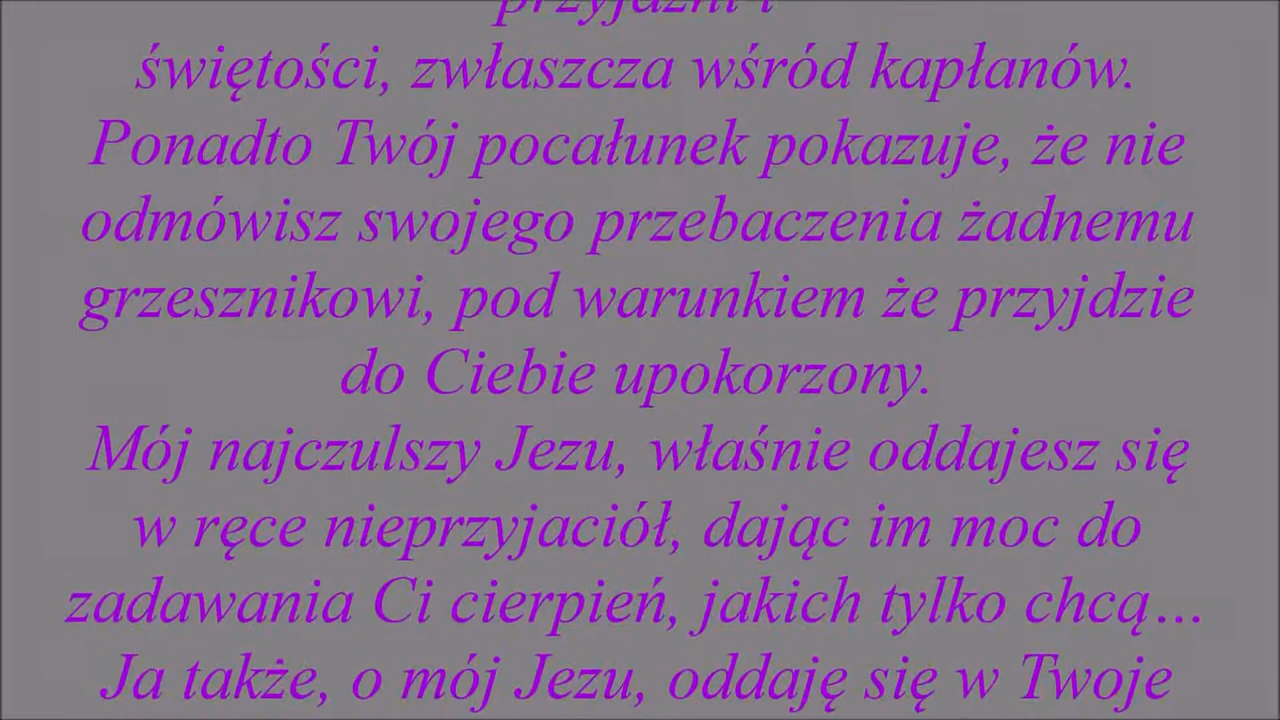 przyjaźni i
świętości, zwłaszcza wśród kapłanów.
Ponadto Twój pocałunek pokazuje, że nie
odmówisz swojego przebaczenia żadnemu
grzesznikowi, pod warunkiem że przyjdzie
do Ciebie upokorzony.
Mój najczulszy Jezu, właśnie oddajesz się
w ręce nieprzyjaciół, dając im moc do
zadawania Ci cierpień, jakich tylko chcą…
Ja także, o mój Jezu, oddaję się w Twoje